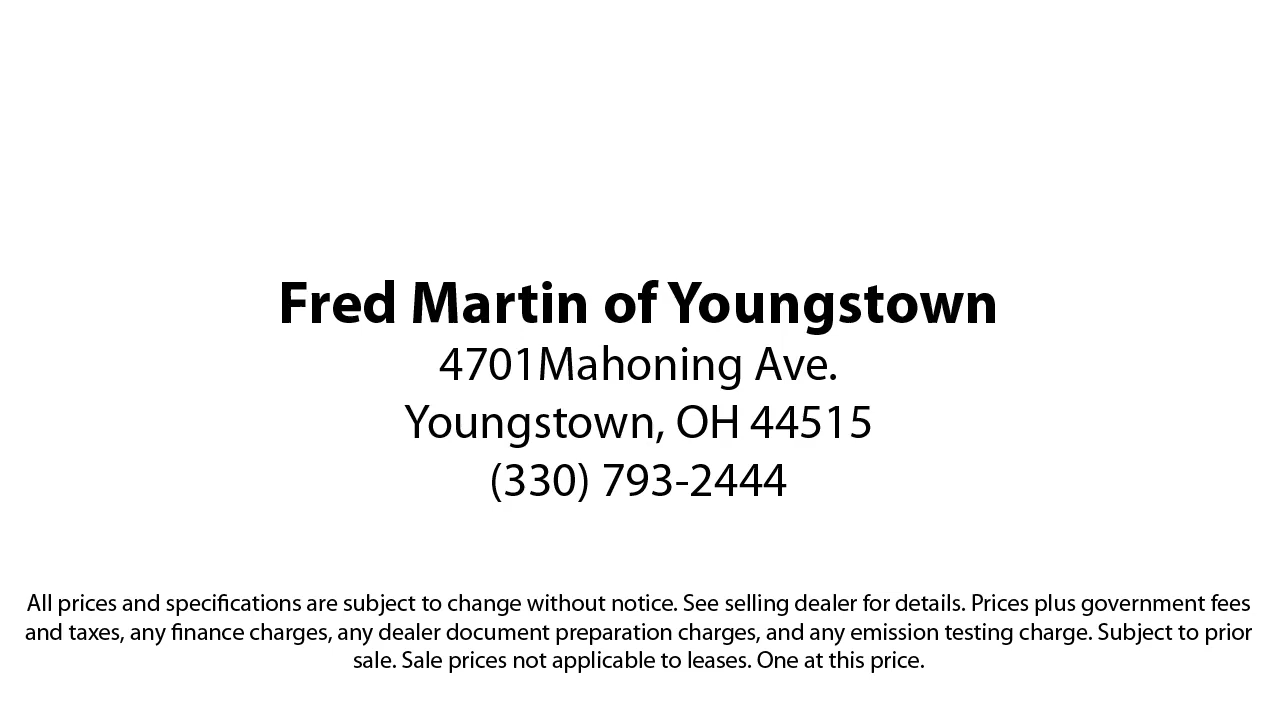 Fred Martin of Youngstown
4701Mahoning Ave.
Youngstown, OH 44515
(330) 793-2444
All prices and specifications are subject to change without notice. See selling dealer for details. Prices plus government fees
and taxes, any finance charges, any dealer document preparation charges, and any emission testing charge. Subject to prior
sale. Sale prices not applicable to leases. One at this price.